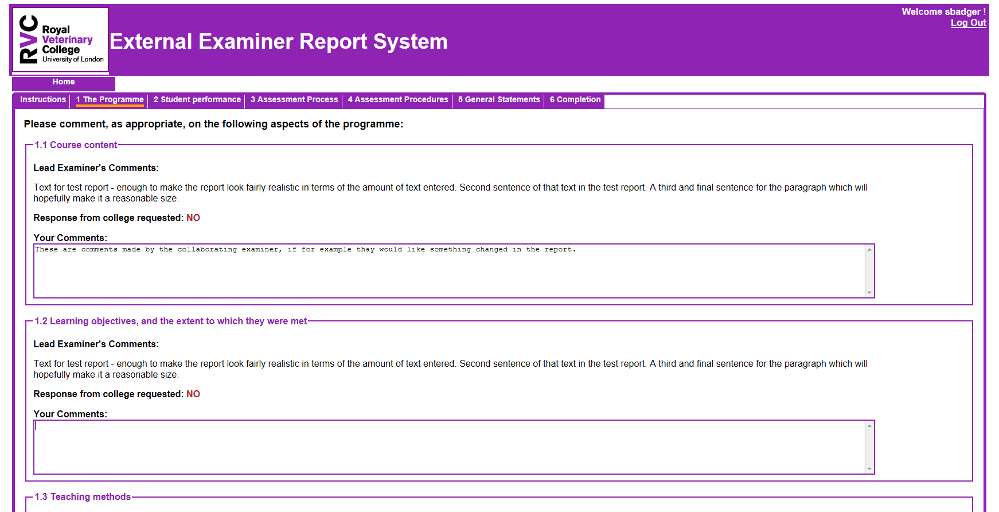 RVC
Royal
Veterinary
College
University of London
External Examiner Report System
Welcome sbadger !
Log Out
Home
Instructions
1 The Programme
2 Student performance
3 Assessment Process
4 Assessment Procedures
5 General Statements
6 Completion
Please comment, as appropriate, on the following aspects of the programme:
1.1 Course content
Lead Examiner's Comments:
Text for test report - enough to make the report look fairly realistic in terms of the amount of text entered. Second sentence of that text in the test report. A third and final sentence for the paragraph which will
hopefully make it a reasonable size.
Response from college requested: NO
Your Comments:
These are comments made by the collaborating examiner, if for example thay would like something changed in the report.
1.2 Learning objectives, and the extent to which they were met
Lead Examiner's Comments:
Text for test report - enough to make the report look fairly realistic in terms of the amount of text entered. Second sentence of that text in the test report. A third and final sentence for the paragraph which will
hopefully make it a reasonable size.
Response from college requested: NO
Your Comments:
1.3 Teaching methods